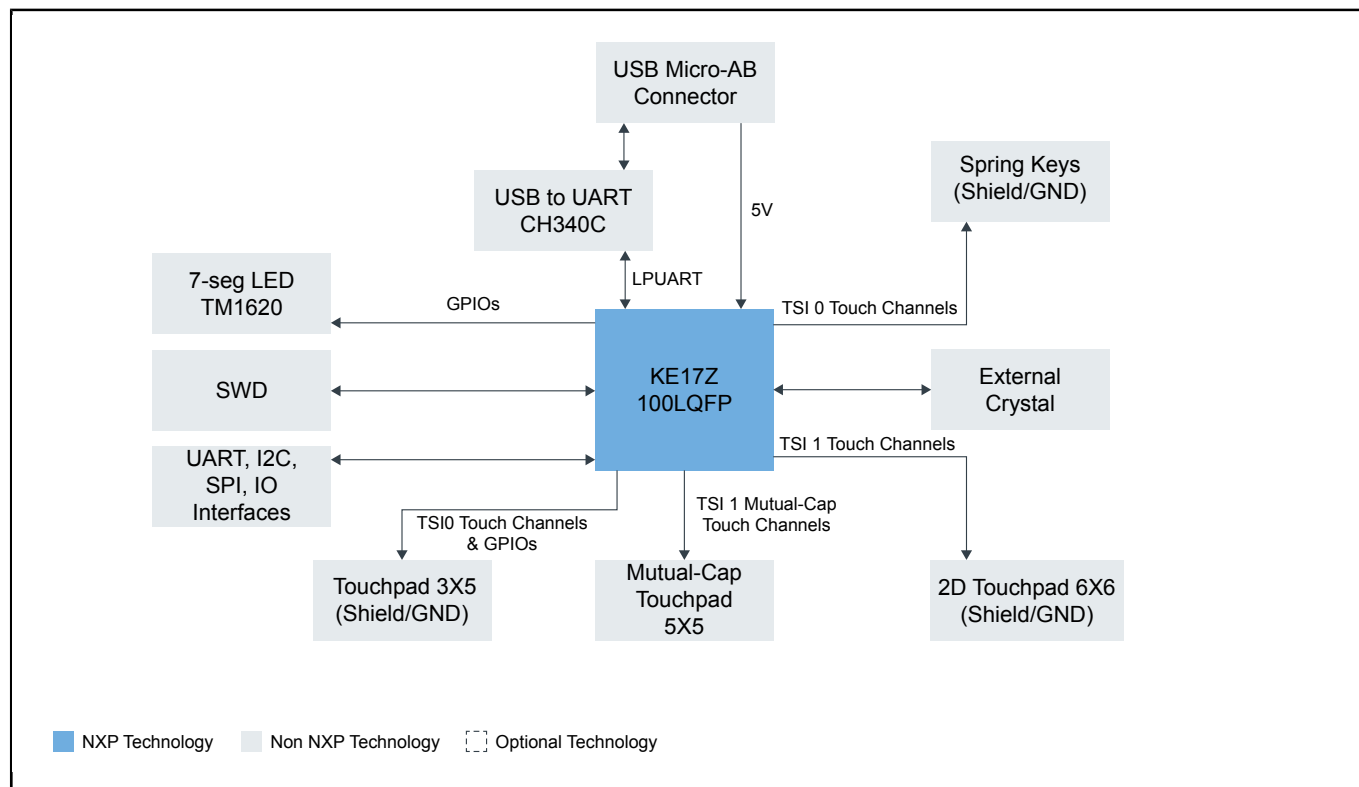 USB Micro-AB
Connector
USB to UART
CH340C
5V
Spring Keys
(Shield/GND)
LPUART
7-seg LED
TM1620
GPIOs
TSI 0 Touch Channels
SWD
KE17Z
100LQFP
External
Crystal
UART, I2C,
SPI, IO
Interfaces
TSI 1 Touch Channels
TSI0 Touch Channels
& GPIOs
TSI 1 Mutual-Cap
Touch Channels
Touchpad 3X5
(Shield/GND)
Mutual-Cap
Touchpad
5X5
2D Touchpad 6X6
(Shield/GND)
NXP Technology
Non NXP Technology
Optional Technology